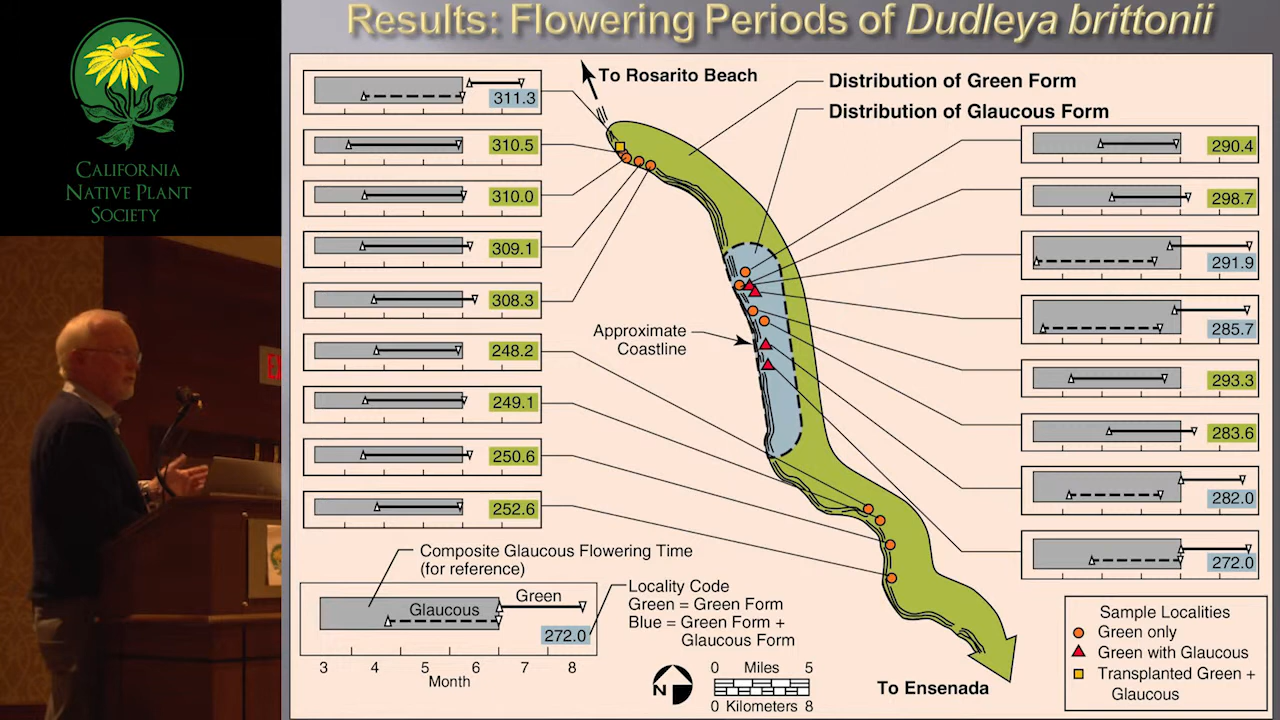 Results: Flowering Periods of Dudleya brittonii
CALIFORNIA
NATIVE PLANT
SOCIETY
To Rosarito Beach
Distribution of Green Form
Distribution of Glaucous Form
311.3
310.5
310.0
309.1
308.3
248.2
249.1
250.6
252.6
290.4
298.7
291.9
285.7
293.3
283.6
282.0
272.0
Approximate
Coastline
Composite Glaucous Flowering Time
(for reference)
Green
Glaucous
272.0
3 4 5 6 7 8
Month
Locality Code
Green = Green Form
Blue = Green Form +
Glaucous Form
N
0 Miles 5
0 Kilometers 8
To Ensenada
Sample Localities
Green only
Green with Glaucous
Transplanted Green +
Glaucous